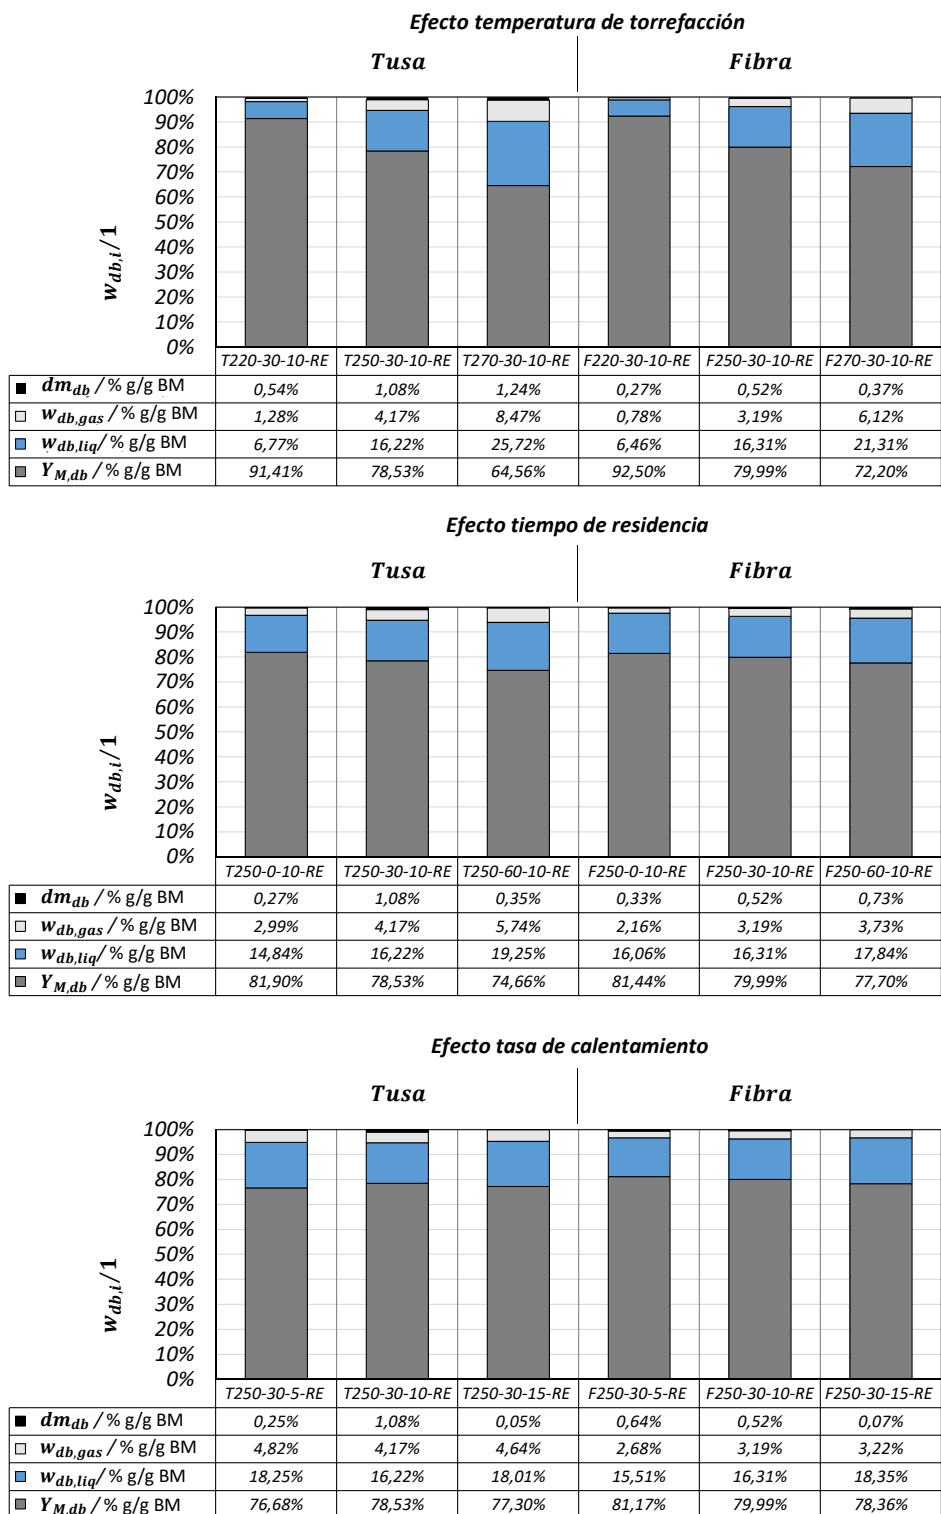 Efecto temperatura de torrefacción
Tusa Fibra
100%
90%
80%
70%
60%
50%
40%
30%
20%
10%
0%
w_db,i/1
T220-30-10-RE T250-30-10-RE T270-30-10-RE F220-30-10-RE F250-30-10-RE F270-30-10-RE
dm_db / % g/g BM 0,54% 1,08% 1,24% 0,27% 0,52% 0,37%
w_db,gas / % g/g BM 1,28% 4,17% 8,47% 0,78% 3,19% 6,12%
w_db,liq / % g/g BM 6,77% 16,22% 25,72% 6,46% 16,31% 21,31%
Y_M,db / % g/g BM 91,41% 78,53% 64,56% 92,50% 79,99% 72,20%
Efecto tiempo de residencia
Tusa Fibra
100%
90%
80%
70%
60%
50%
40%
30%
20%
10%
0%
w_db,i/1
T250-0-10-RE T250-30-10-RE T250-60-10-RE F250-0-10-RE F250-30-10-RE F250-60-10-RE
dm_db / % g/g BM 0,27% 1,08% 0,35% 0,33% 0,52% 0,73%
w_db,gas / % g/g BM 2,99% 4,17% 5,74% 2,16% 3,19% 3,73%
w_db,liq / % g/g BM 14,84% 16,22% 19,25% 16,06% 16,31% 17,84%
Y_M,db / % g/g BM 81,90% 78,53% 74,66% 81,44% 79,99% 77,70%
Efecto tasa de calentamiento
Tusa Fibra
100%
90%
80%
70%
60%
50%
40%
30%
20%
10%
0%
w_db,i/1
T250-30-5-RE T250-30-10-RE T250-30-15-RE F250-30-5-RE F250-30-10-RE F250-30-15-RE
dm_db / % g/g BM 0,25% 1,08% 0,05% 0,64% 0,52% 0,07%
w_db,gas / % g/g BM 4,82% 4,17% 4,64% 2,68% 3,19% 3,22%
w_db,liq / % g/g BM 18,25% 16,22% 18,01% 15,51% 16,31% 18,35%
Y_M,db / % g/g BM 76,68% 78,53% 77,30% 81,17% 79,99% 78,36%